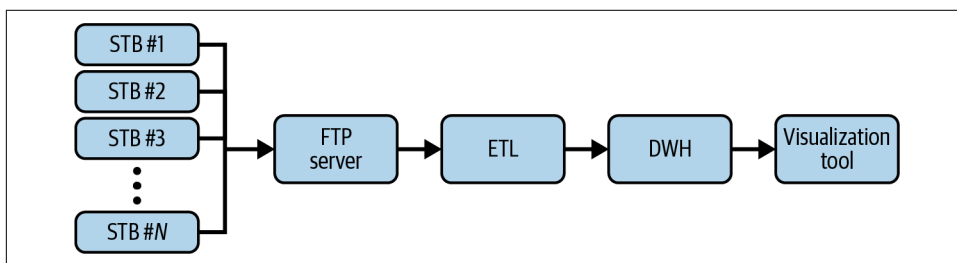 STB #1
STB #2
STB #3
STB #N
FTP
server
ETL
DWH
Visualization
tool